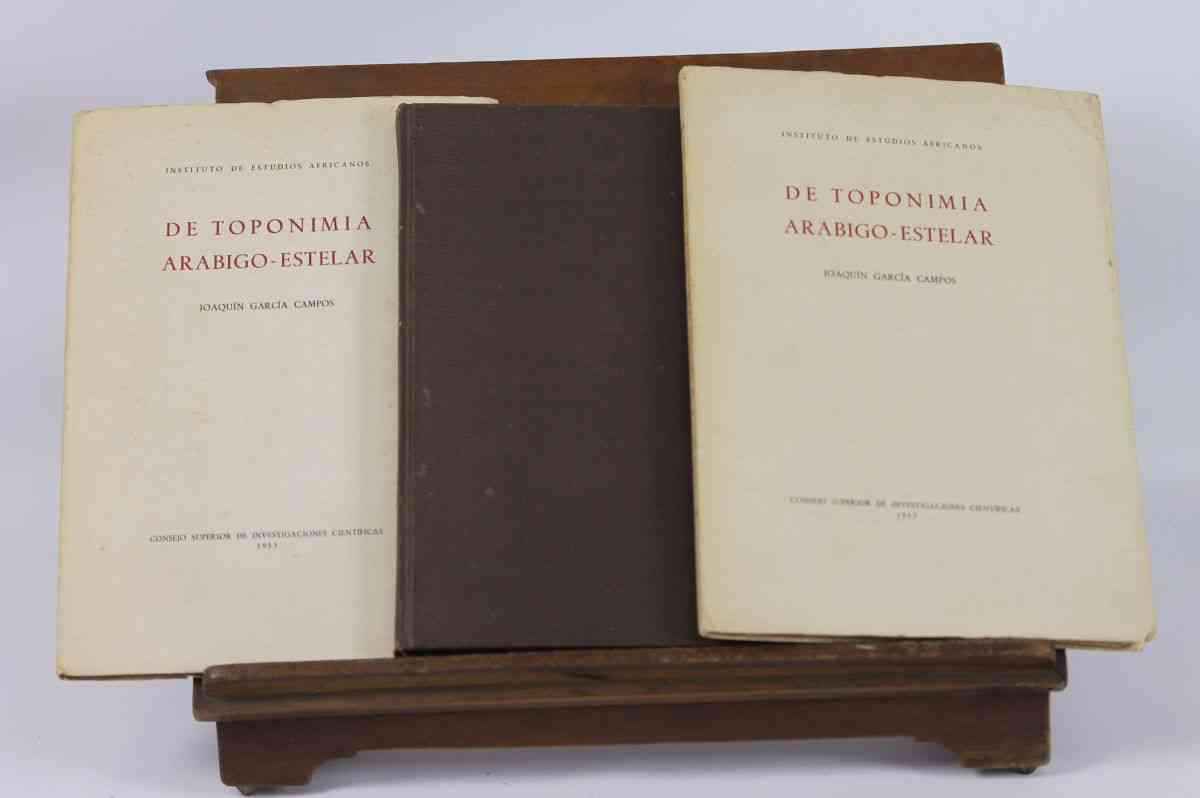 INSTITUTO DE ESTUDIOS AFRICANOS
DE TOPONIMIA
ARABIGO-ESTELAR
JOAQUÍN GARCÍA CAMPOS
CONSEJO SUPERIOR DE INVESTIGACIONES CIENTÍFICAS
1953
INSTITUTO DE ESTUDIOS AFRICANOS
DE TOPONIMIA
ARABIGO-ESTELAR
JOAQUÍN GARCÍA CAMPOS
CONSEJO SUPERIOR DE INVESTIGACIONES CIENTÍFICAS
1953